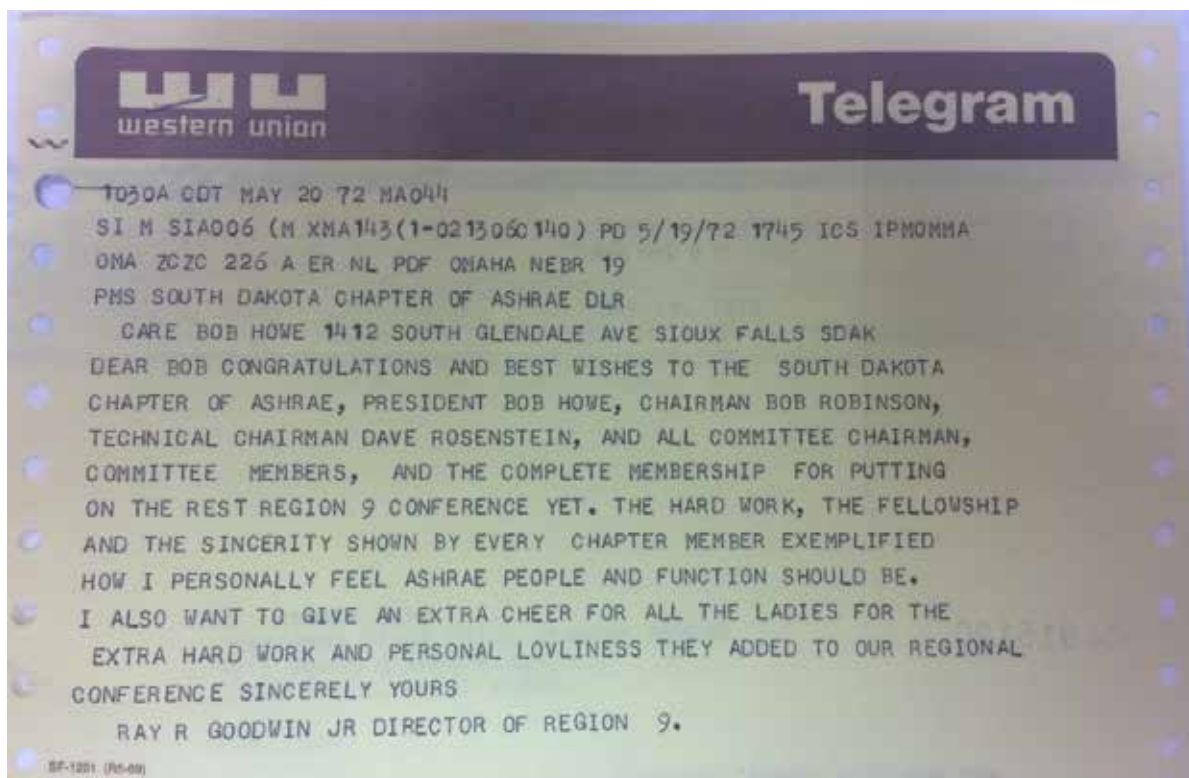 WU
western union
Telegram
1030A CDT MAY 20 72 MA044
SI M SIA006 (M XMA143(1-021306C140) PD 5/19/72 1745 ICS IPMOMMA
OMA ZCZC 226 A ER NL PDF OMAHA NEBR 19
PMS SOUTH DAKOTA CHAPTER OF ASHRAE DLR
CARE BOB HOWE 1412 SOUTH GLENDALE AVE SIOUX FALLS SDAK
DEAR BOB CONGRATULATIONS AND BEST WISHES TO THE SOUTH DAKOTA
CHAPTER OF ASHRAE, PRESIDENT BOB HOWE, CHAIRMAN BOB ROBINSON,
TECHNICAL CHAIRMAN DAVE ROSENSTEIN, AND ALL COMMITTEE CHAIRMAN,
COMMITTEE MEMBERS, AND THE COMPLETE MEMBERSHIP FOR PUTTING
ON THE REST REGION 9 CONFERENCE YET. THE HARD WORK, THE FELLOWSHIP
AND THE SINCERITY SHOWN BY EVERY CHAPTER MEMBER EXEMPLIFIED
HOW I PERSONALLY FEEL ASHRAE PEOPLE AND FUNCTION SHOULD BE.
I ALSO WANT TO GIVE AN EXTRA CHEER FOR ALL THE LADIES FOR THE
EXTRA HARD WORK AND PERSONAL LOVLINESS THEY ADDED TO OUR REGIONAL
CONFERENCE SINCERELY YOURS
RAY R GOODWIN JR DIRECTOR OF REGION 9.
SF-1201 (R5-69)